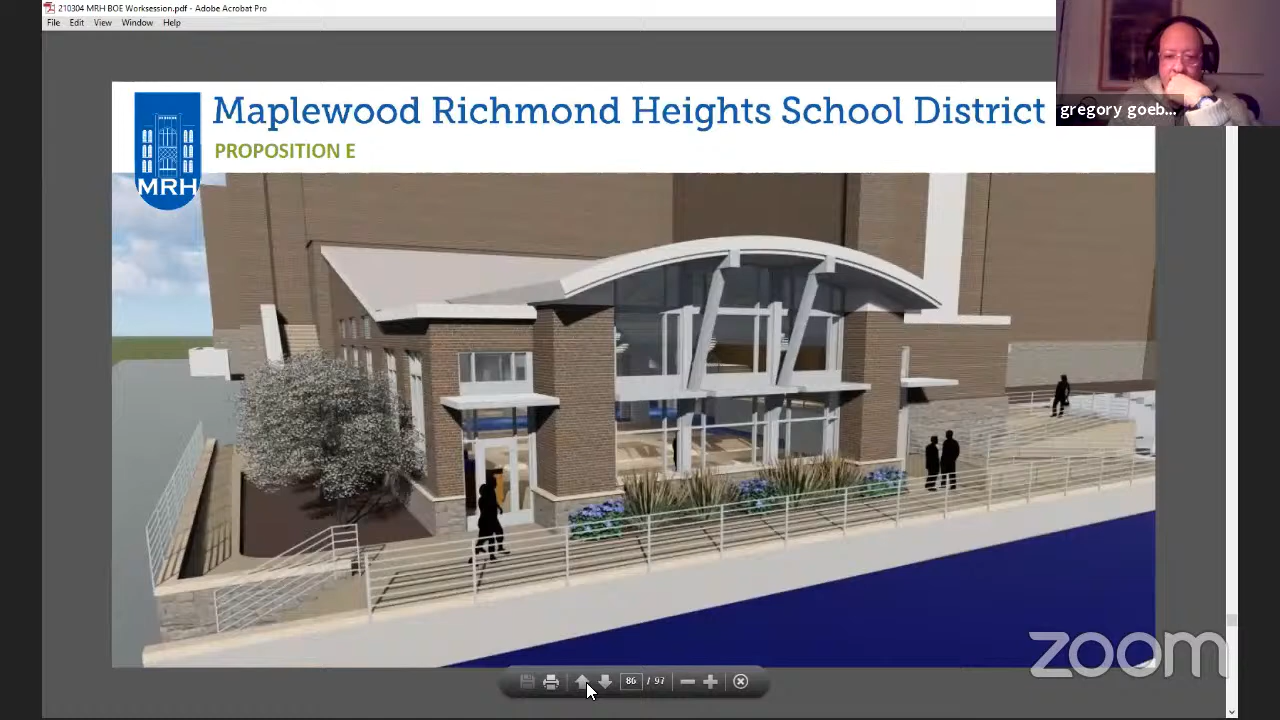 210304 MRH BOE Worksession.pdf - Adobe Acrobat Pro
File Edit View Window Help
gregory goeb...
Maplewood Richmond Heights School District
PROPOSITION E
MRH
zoom
86 / 97